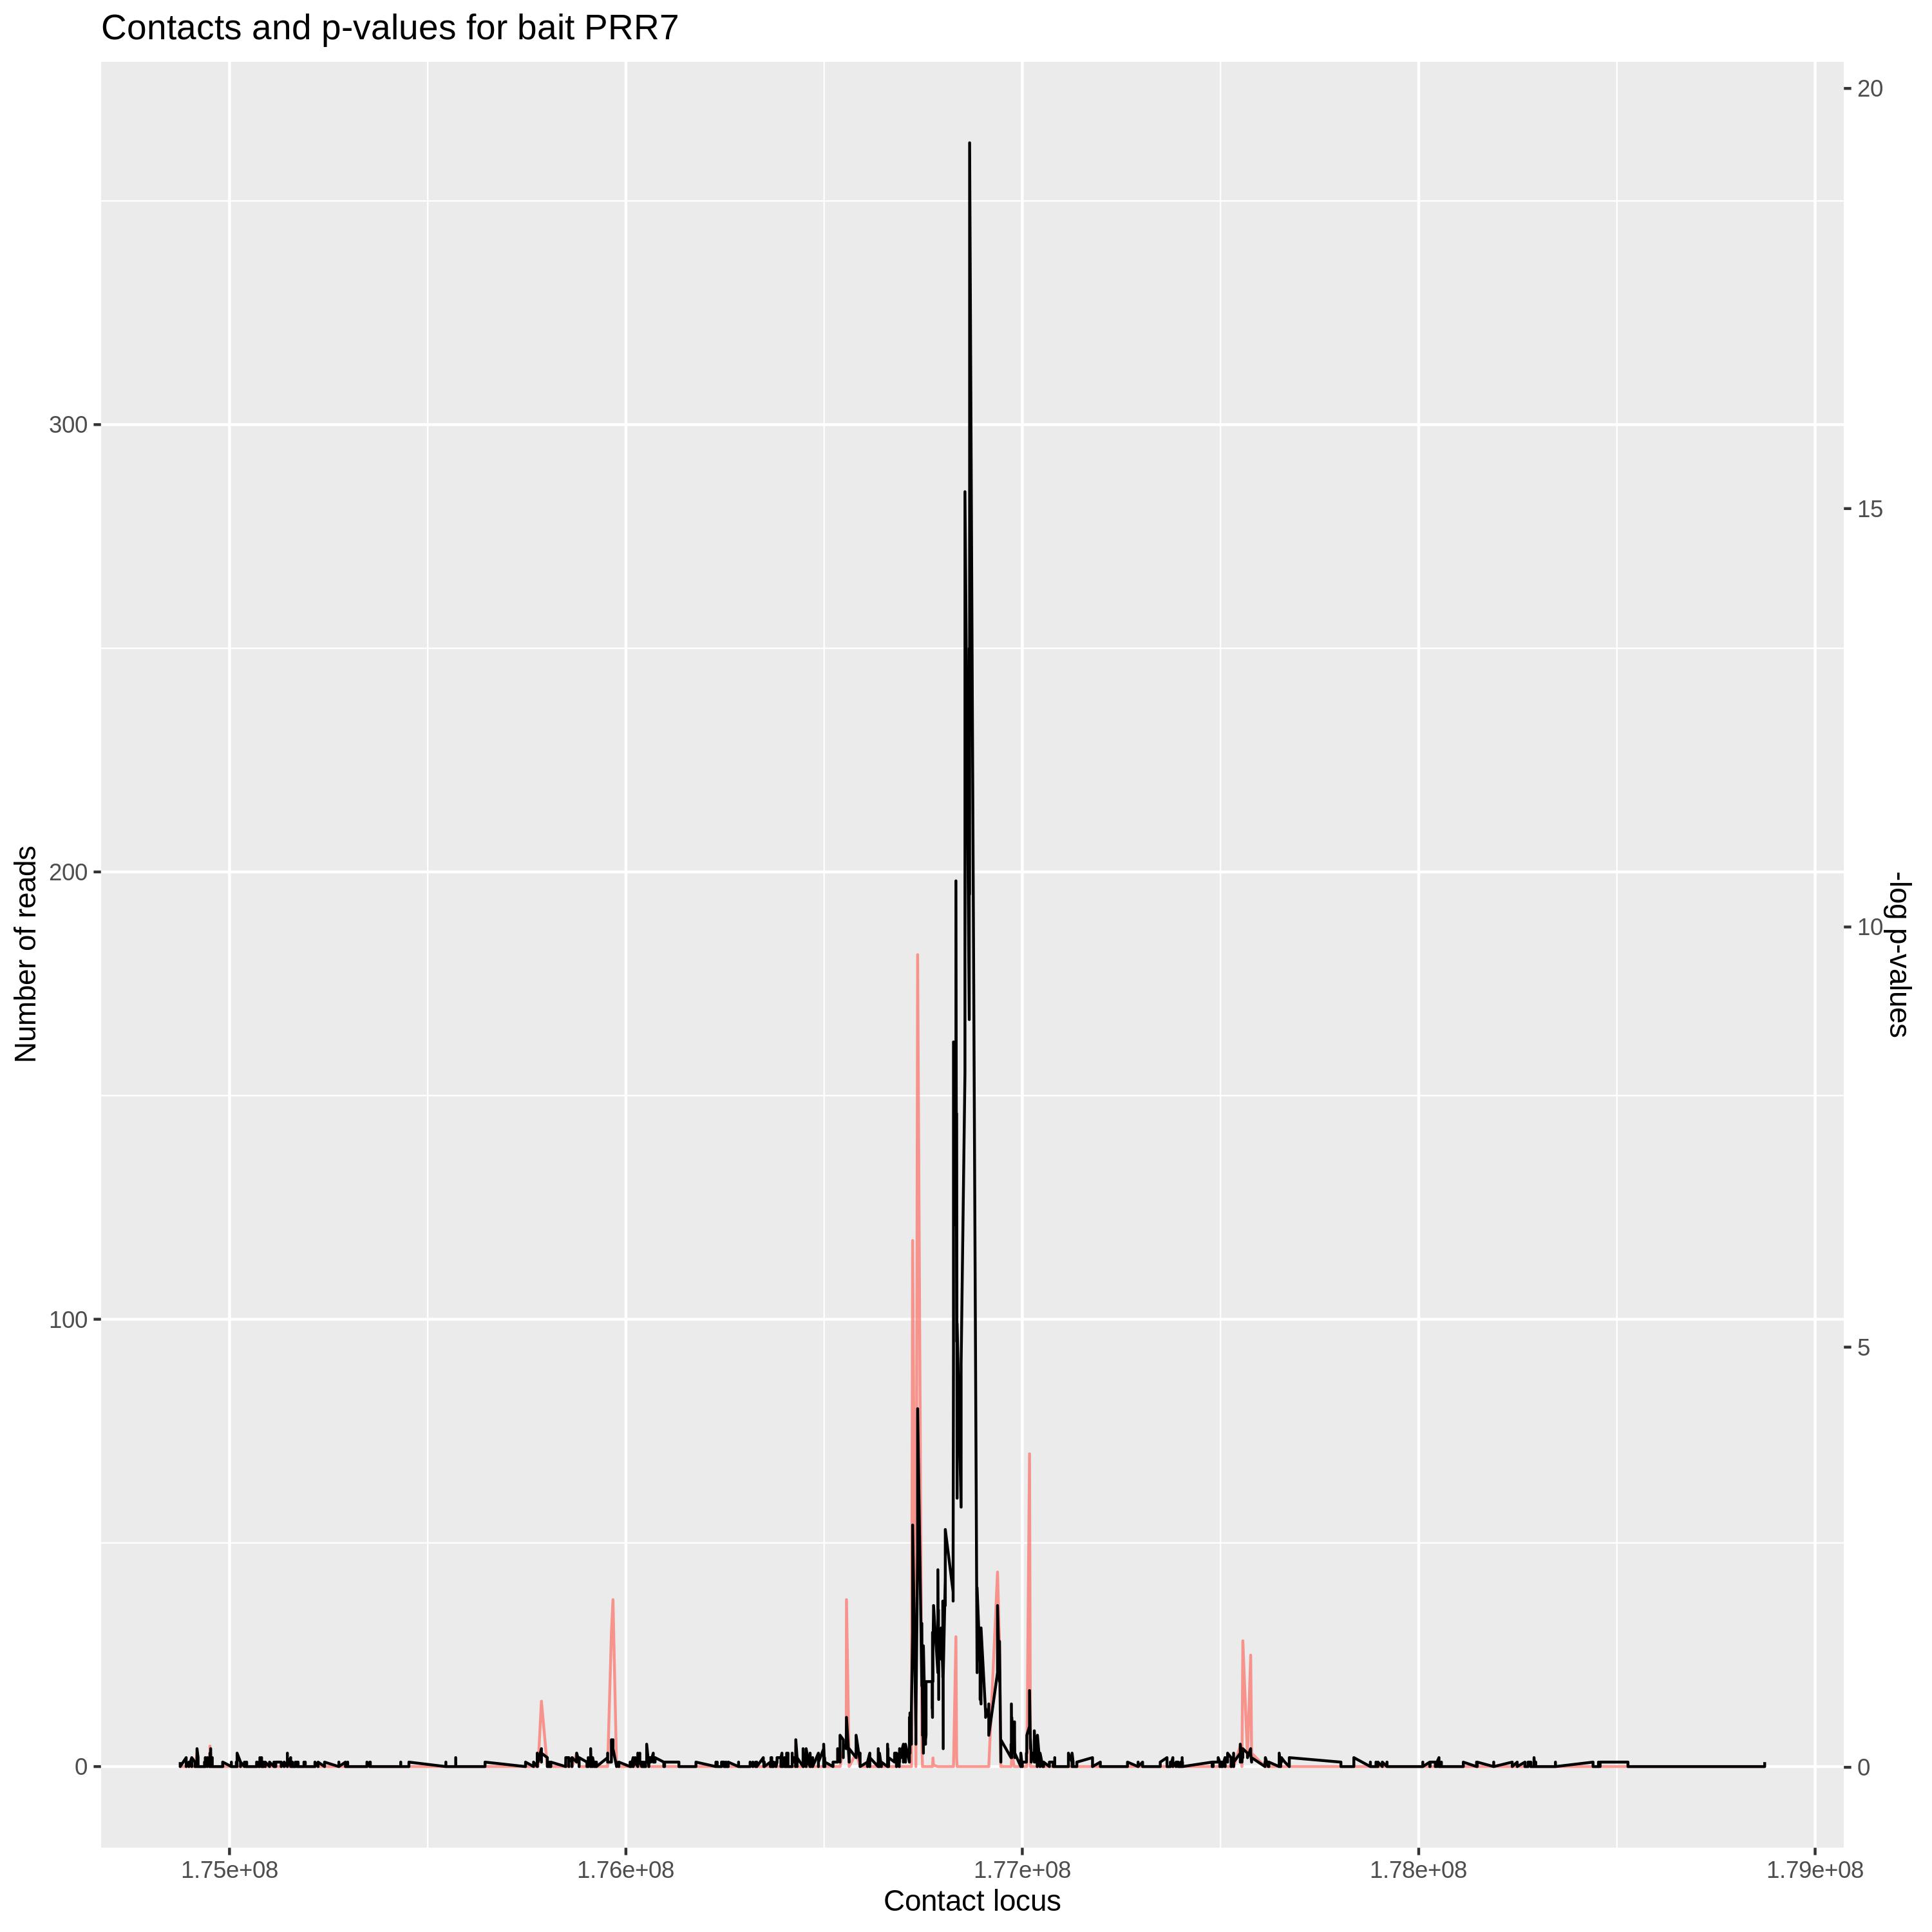 Contacts and p-values for bait PRR7
20
300
15
200
10
100
5
0
0
Number of reads
-log p-values
1.75e+08
1.76e+08
1.77e+08
1.78e+08
1.79e+08
Contact locus